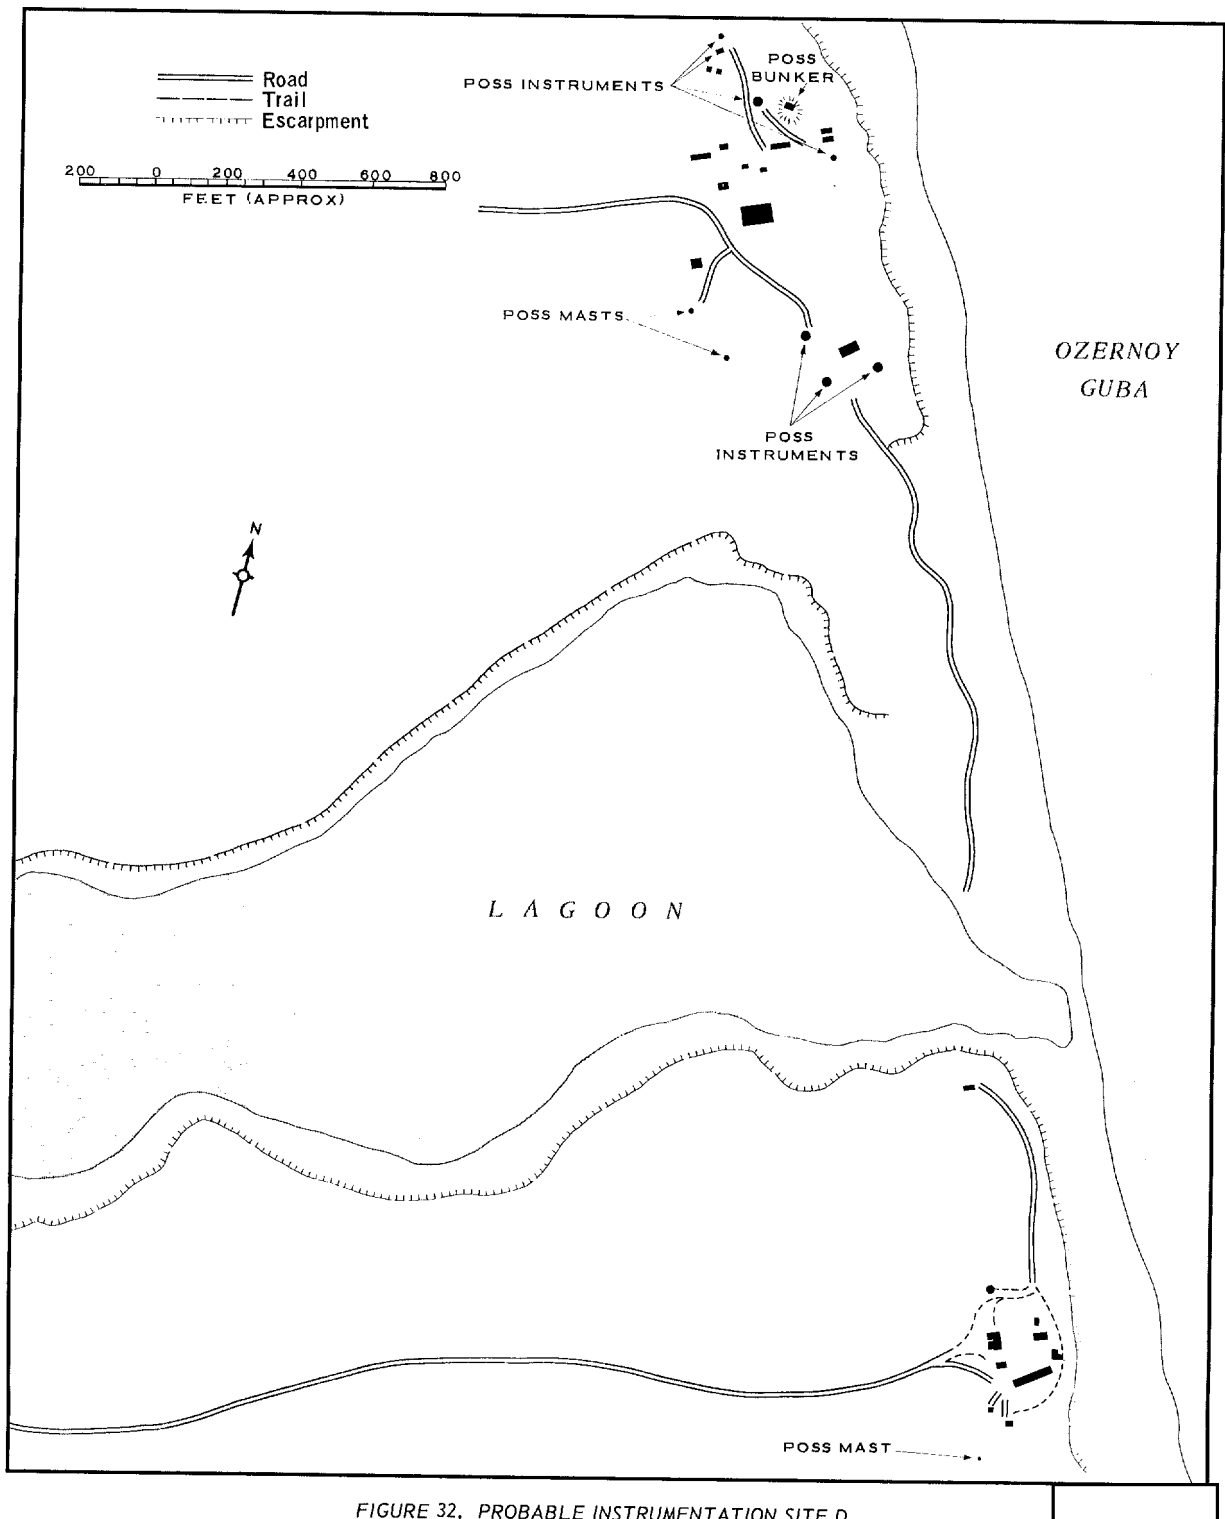 POSS INSTRUMENTS
POSS
BUNKER
Road
Trail
Escarpment
200 0 200 400 600 800
FEET (APPROX)
POSS MASTS
OZERNOY
GUBA
POSS
INSTRUMENTS
N
LAGOON
POSS MAST
FIGURE 32. PROBABLE INSTRUMENTATION SITE D